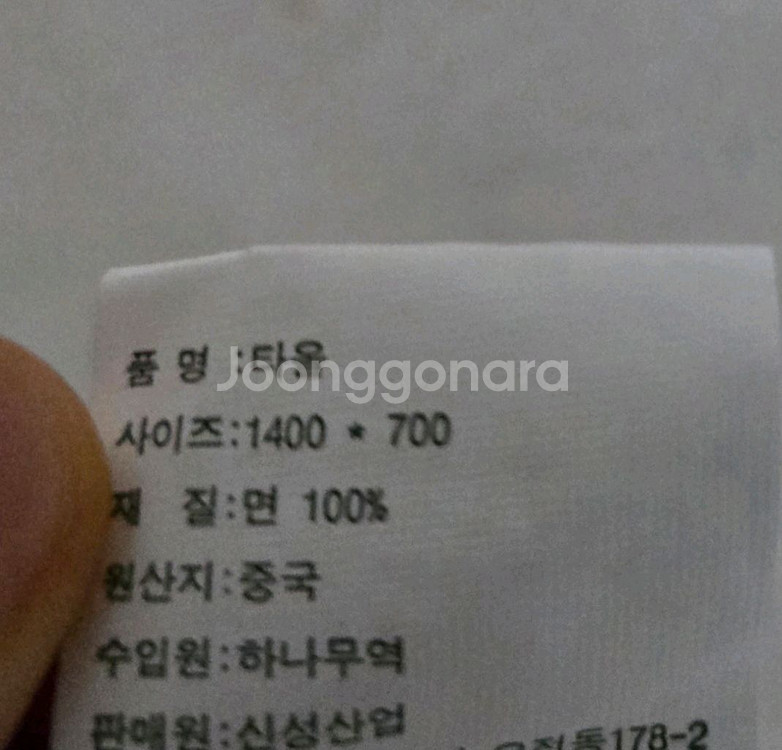 품 명 :타올
Joonggonara
사이즈:1400 * 700
재 질:면 100%
원산지:중국
수입원:하나무역
판매원:신성산업
178-2